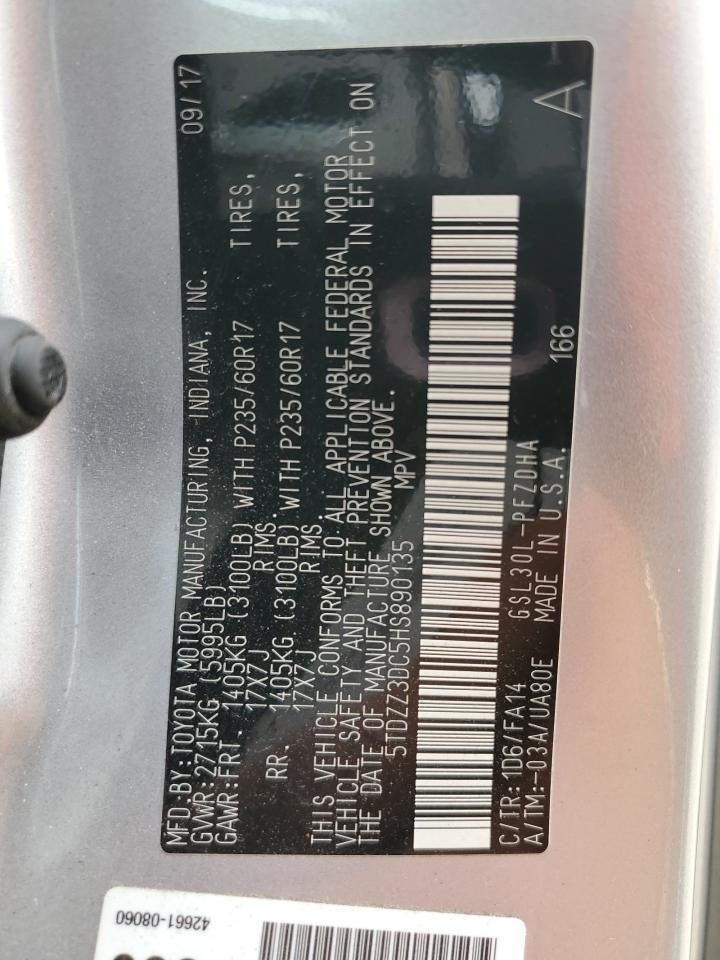 MFD.BY:TOYOTA MOTOR MANUFACTURING, INDIANA, INC. 09/17
GVWR:2715KG (5995LB)
GAWR:FRT. 1405KG (3100LB) WITH P235/60R17 TIRES,
17X7J RIMS.
RR. 1405KG (3100LB) WITH P235/60R17 TIRES,
17X7J RIMS
THIS VEHICLE CONFORMS TO ALL APPLICABLE FEDERAL MOTOR
VEHICLE SAFETY AND THEFT PREVENTION STANDARDS IN EFFECT ON
THE DATE OF MANUFACTURE SHOWN ABOVE.
5TDZZ3DC5HS890135 MPV
C/TR:1D6/FA14 GSL30L-PFZDHA 166 A
A/TM:-03A/UA80E MADE IN U.S.A.
42661-08060